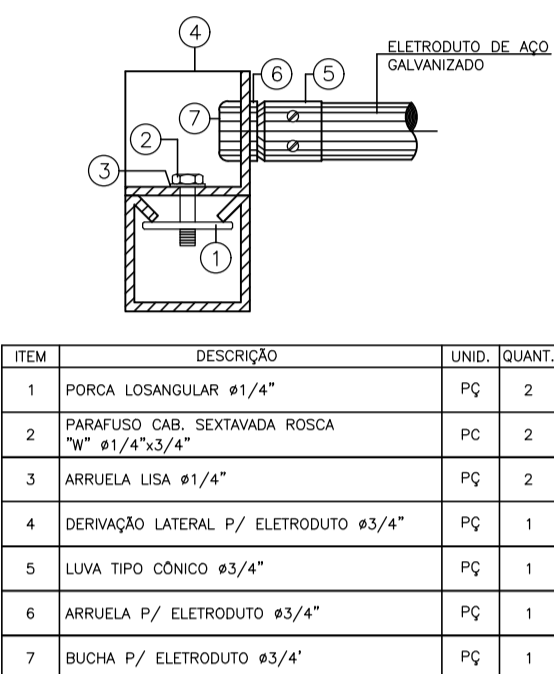 4
ELETRODUTO DE AÇO
GALVANIZADO
6
5
7
2
3
1
ITEM DESCRIÇÃO UNID. QUANT.
1 PORCA LOSANGULAR ø1/4" PÇ 2
2 PARAFUSO CAB. SEXTAVADA ROSCA
"W" ø1/4"x3/4" PC 2
3 ARRUELA LISA ø1/4" PÇ 2
4 DERIVAÇÃO LATERAL P/ ELETRODUTO ø3/4" PÇ 1
5 LUVA TIPO CÔNICO ø3/4" PÇ 1
6 ARRUELA P/ ELETRODUTO ø3/4" PÇ 1
7 BUCHA P/ ELETRODUTO ø3/4' PÇ 1